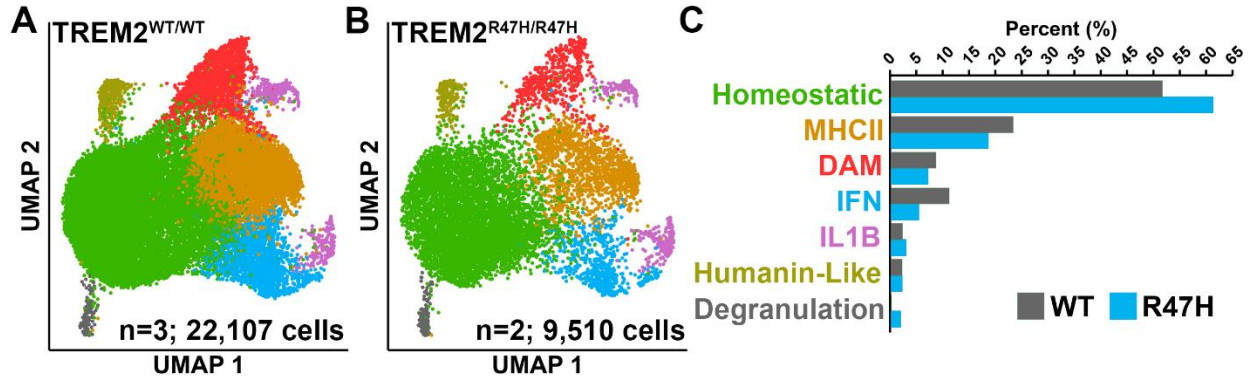 A
TREM2WT/WT
UMAP 2
n=3; 22,107 cells
UMAP 1
B
TREM2R47H/R47H
UMAP 2
n=2; 9,510 cells
UMAP 1
C
Percent (%)
0 5 10 15 20 25 30 35 40 45 50 55 60 65
Homeostatic
MHCII
DAM
IFN
IL1B
Humanin-Like
Degranulation
WT R47H